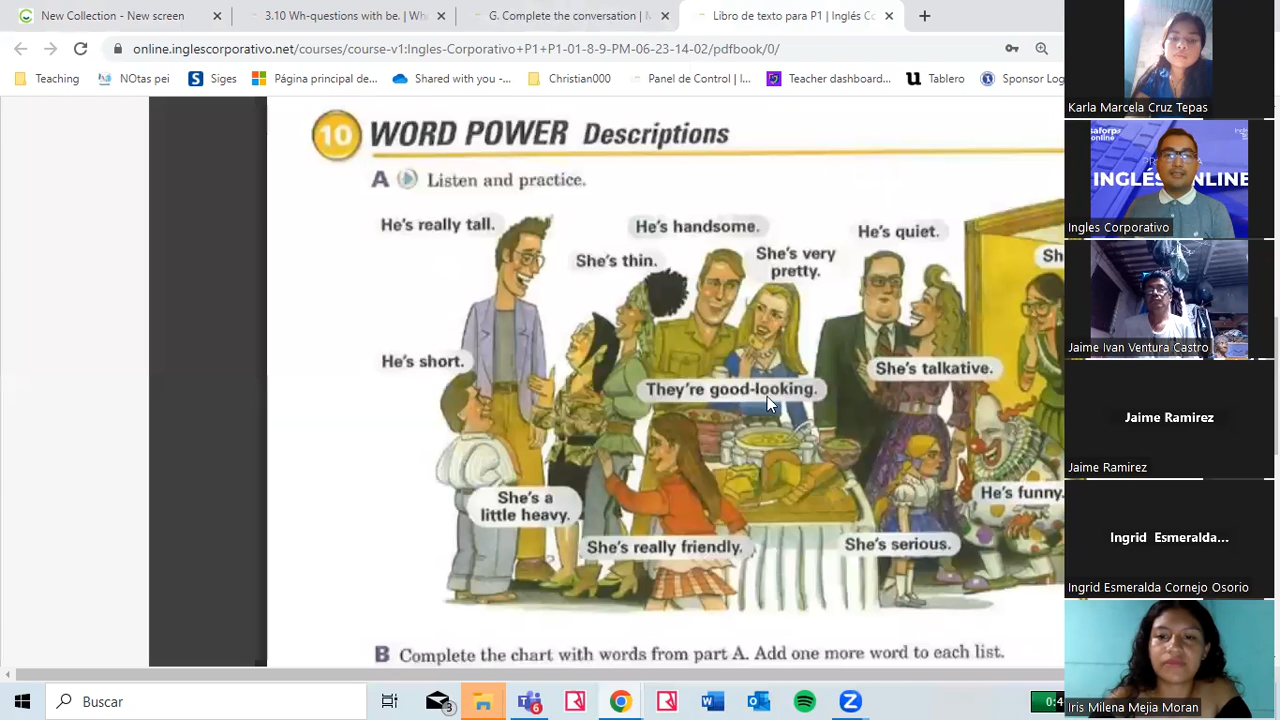 New Screencast - New screen
3.10 Wh-questions with be. | Wh
G. Complete the conversation | M
Libro de texto para P1 | Inglés Co
online.inglescorporativo.net/courses/course-v1:Ingles-Corporativo+P1+P1-01-8-9-PM-06-23-14-02/pdfbook/0/
Teaching
NOtas pei
Siges
Página principal de...
Shared with you -...
Christian000
Panel de Control | I...
Teacher dashboard...
Tablero
Sponsor Log
10 WORD POWER Descriptions
A Listen and practice.
He's really tall.
He's handsome.
He's quiet.
She's thin.
She's very
pretty.
Sh
He's short.
She's talkative.
They're good-looking.
She's a
little heavy.
He's funny.
She's really friendly.
She's serious.
B Complete the chart with words from part A. Add one more word to each list.
Buscar
3
6
0:4
Karla Marcela Cruz Tepas
INGLÉS ONLINE
Ingles Corporativo
Jaime Ivan Ventura Castro
Jaime Ramirez
Jaime Ramirez
Ingrid Esmeralda...
Ingrid Esmeralda Cornejo Osorio
Iris Milena Mejia Moran